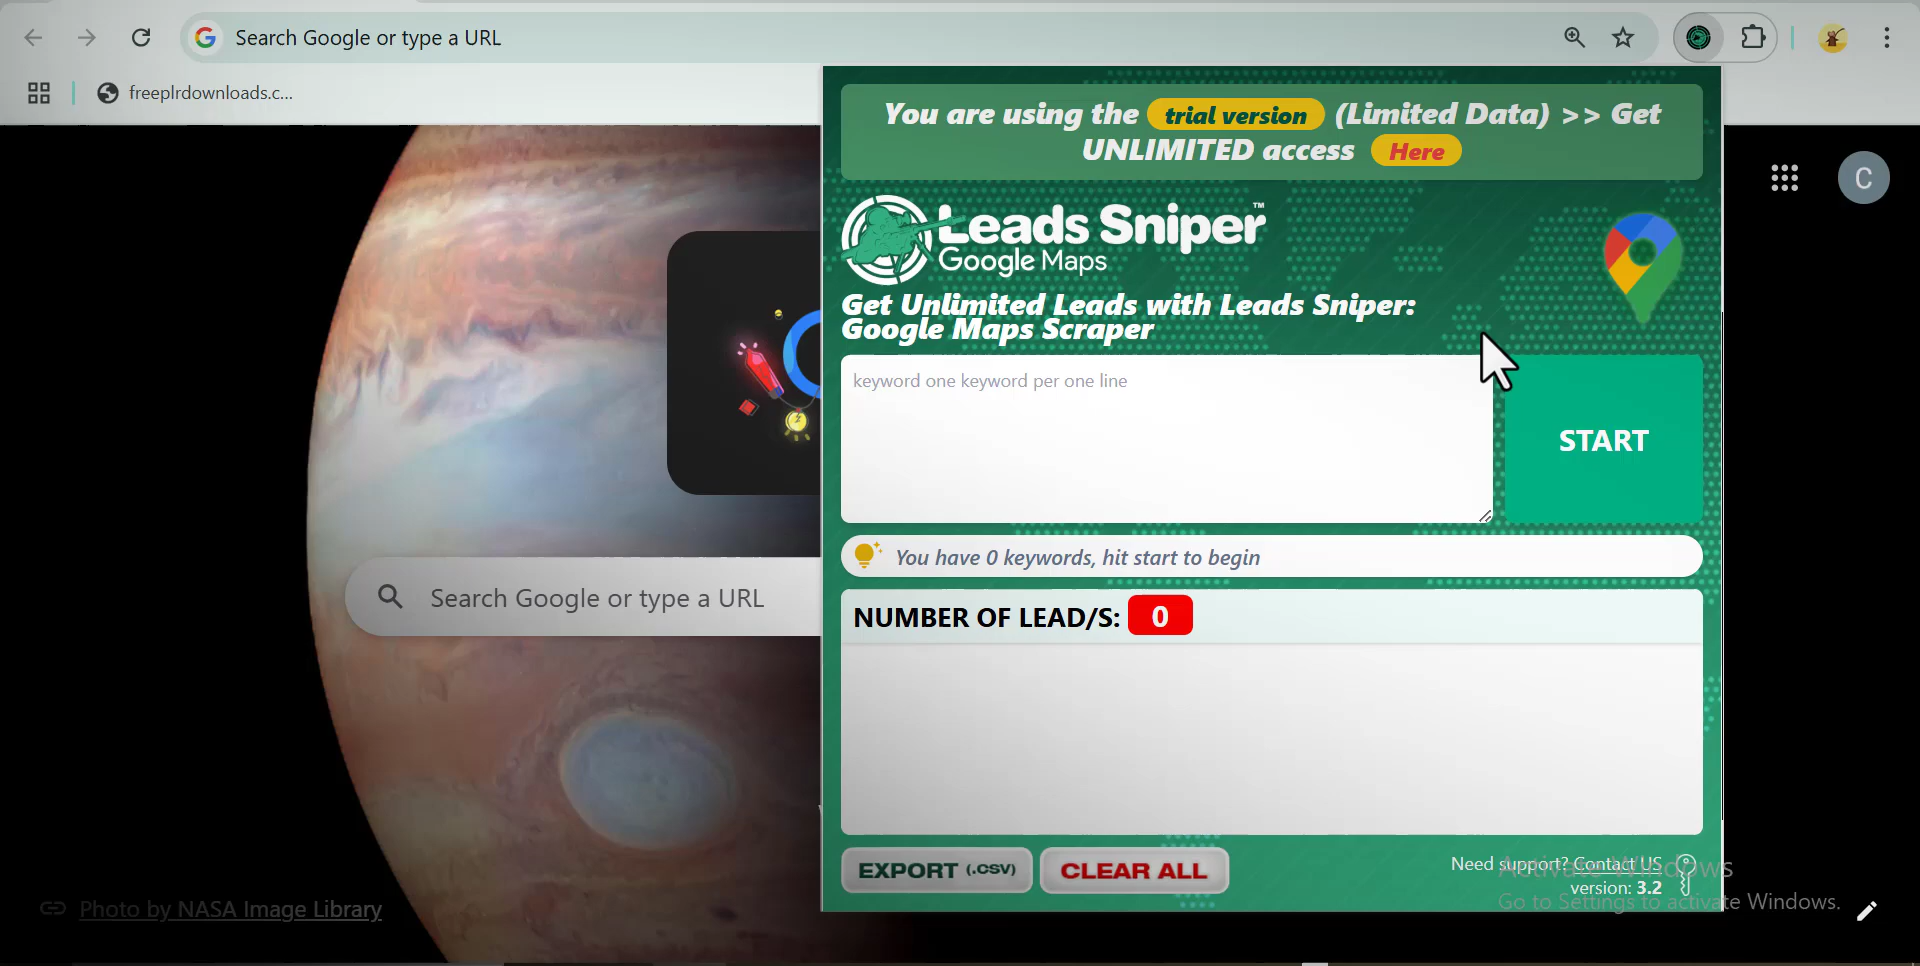 Search Google or type a URL
freeplrdownloads.c...
You are using the trial version (Limited Data) >> Get
UNLIMITED access Here
C
Leads Sniper™
Google Maps
Get Unlimited Leads with Leads Sniper:
Google Maps Scraper
keyword one keyword per one line
START
You have 0 keywords, hit start to begin
Search Google or type a URL
NUMBER OF LEAD/S: 0
EXPORT (.CSV)
CLEAR ALL
Need support? Contact US
version: 3.2
Activate Windows
Go to Settings to activate Windows.
Photo by NASA Image Library